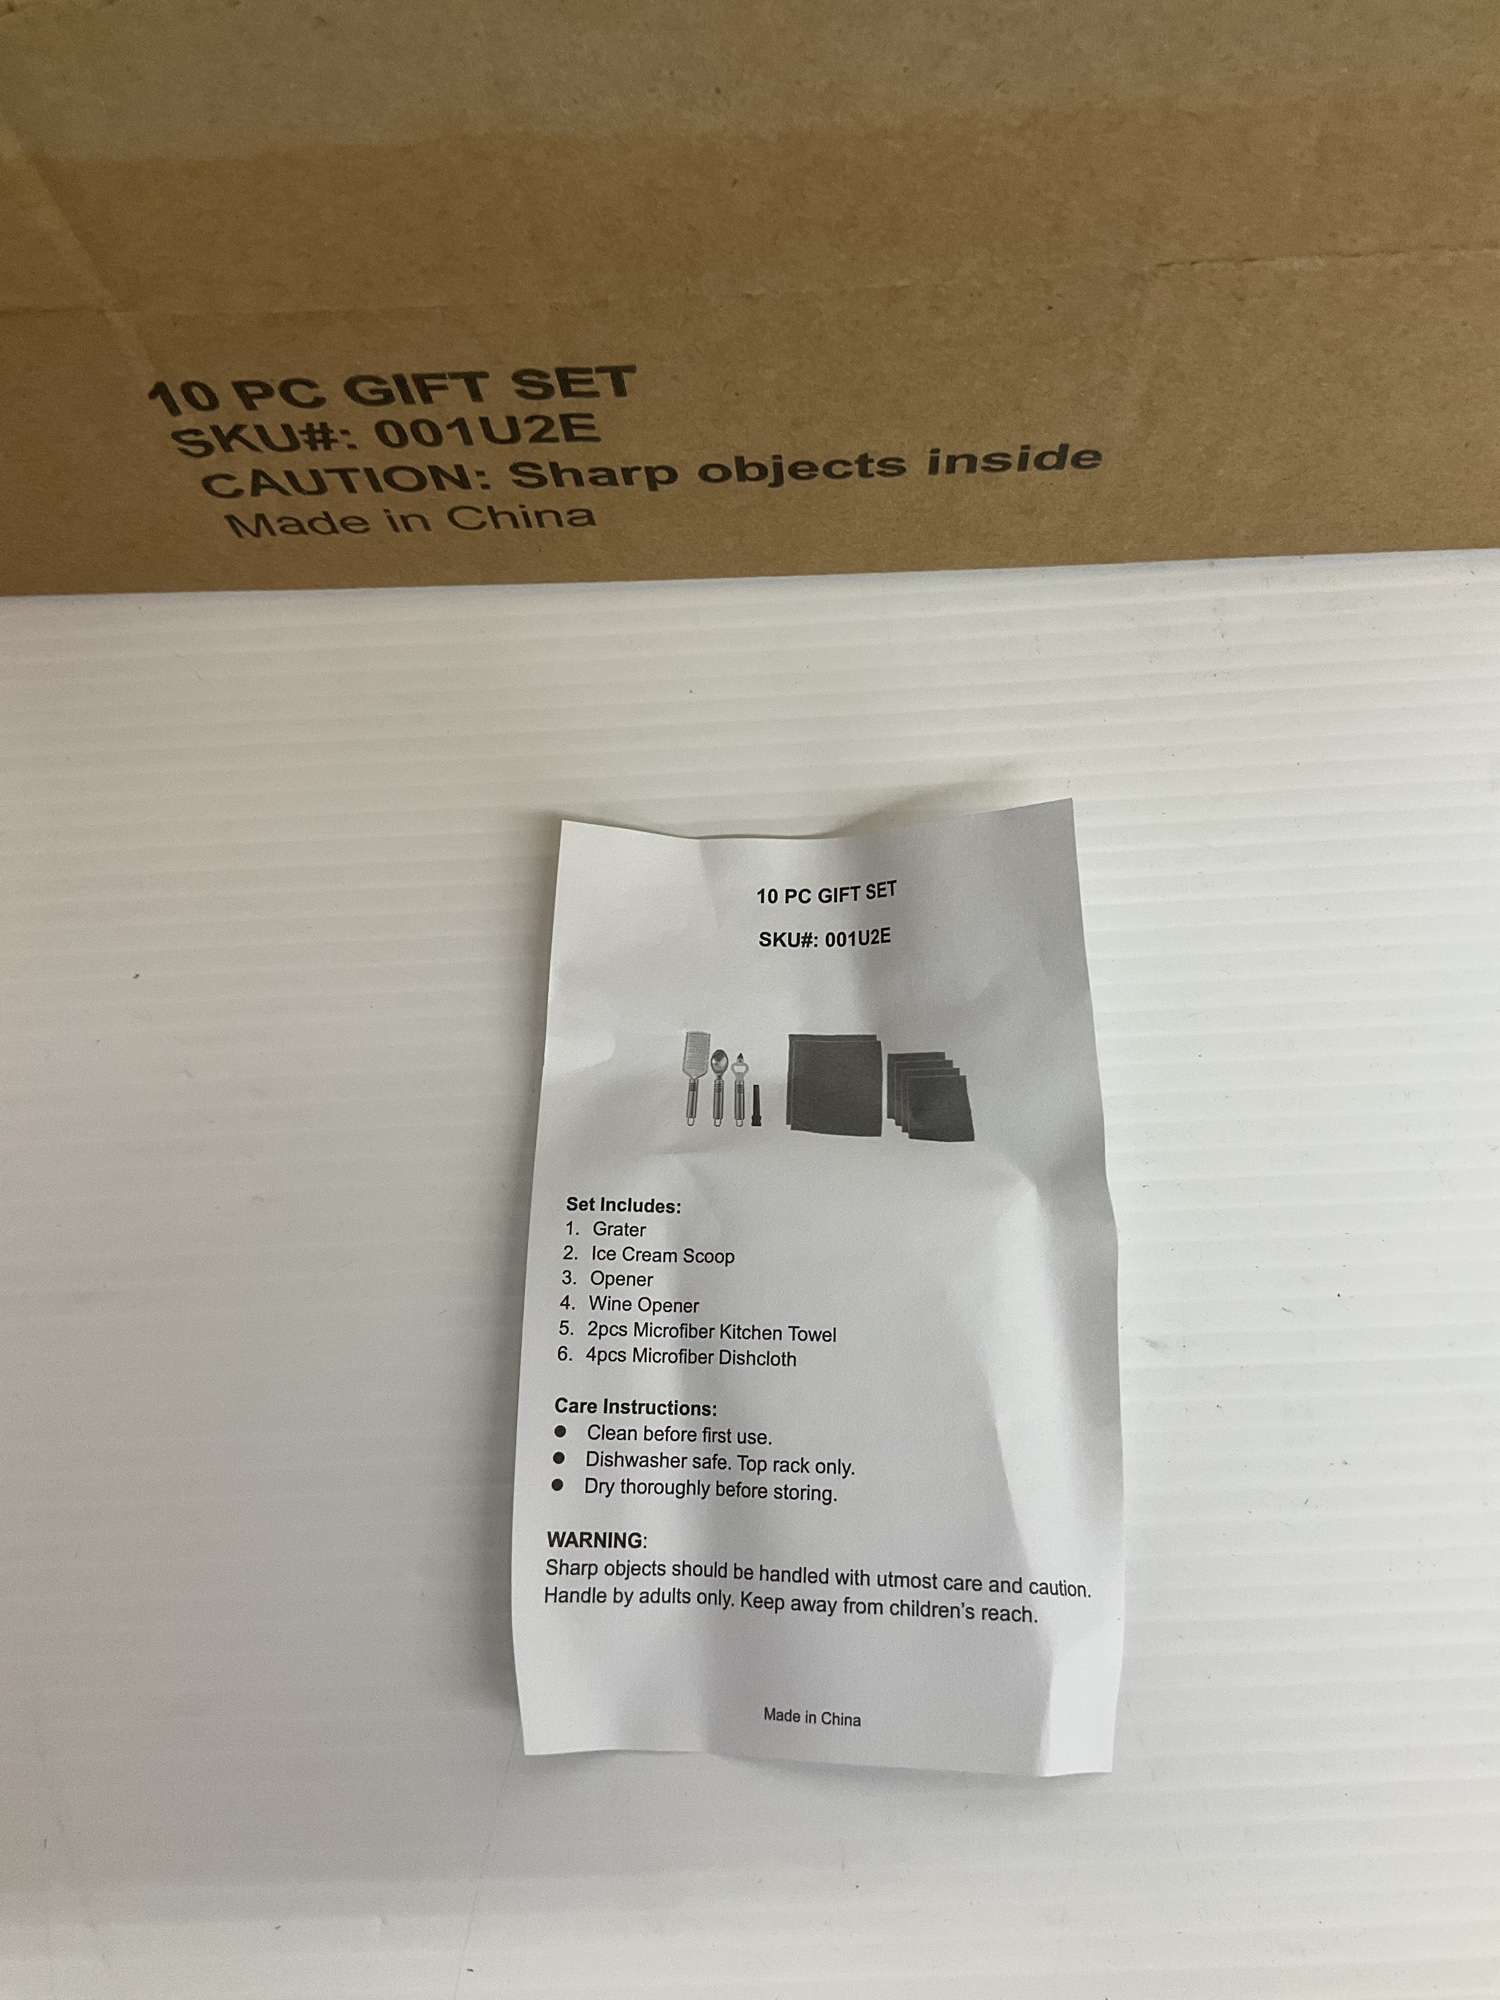 10 PC GIFT SET
SKU#: 001U2E
CAUTION: Sharp objects inside
Made in China
10 PC GIFT SET
SKU#: 001U2E
Set Includes:
1. Grater
2. Ice Cream Scoop
3. Opener
4. Wine Opener
5. 2pcs Microfiber Kitchen Towel
6. 4pcs Microfiber Dishcloth
Care Instructions:
● Clean before first use.
● Dishwasher safe. Top rack only.
● Dry thoroughly before storing.
WARNING:
Sharp objects should be handled with utmost care and caution.
Handle by adults only. Keep away from children's reach.
Made in China